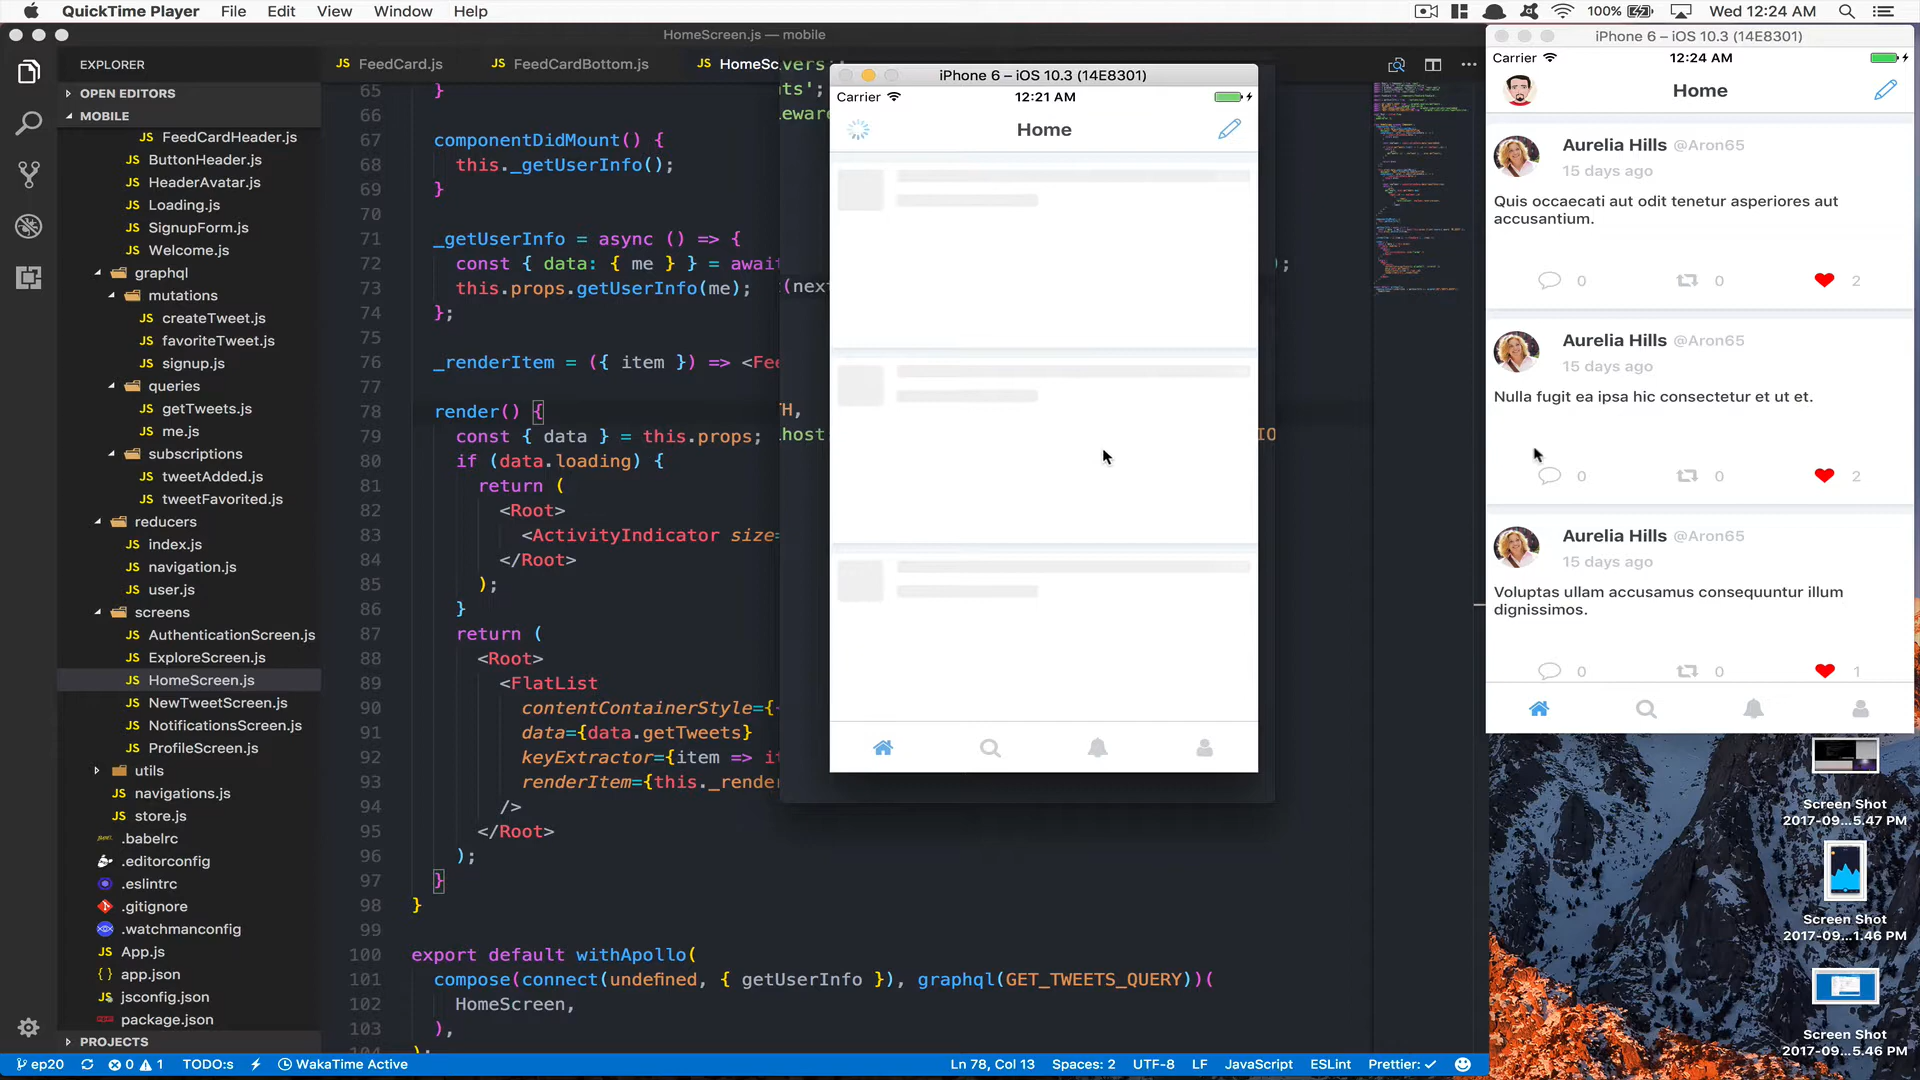 QuickTime Player File Edit View Window Help
100% Wed 12:24 AM
HomeScreen.js — mobile
EXPLORER
OPEN EDITORS
MOBILE
FeedCardHeader.js
ButtonHeader.js
HeaderAvatar.js
Loading.js
SignupForm.js
Welcome.js
graphql
mutations
createTweet.js
favoriteTweet.js
signup.js
queries
getTweets.js
me.js
subscriptions
tweetAdded.js
tweetFavorited.js
reducers
index.js
navigation.js
user.js
screens
AuthenticationScreen.js
ExploreScreen.js
HomeScreen.js
NewTweetScreen.js
NotificationsScreen.js
ProfileScreen.js
utils
navigations.js
store.js
.babelrc
.editorconfig
.eslintrc
.gitignore
.watchmanconfig
App.js
app.json
jsconfig.json
package.json
PROJECTS
FeedCard.js FeedCardBottom.js HomeSc
65 }
66
67 componentDidMount() {
68 this._getUserInfo();
69 }
70
71 _getUserInfo = async () => {
72 const { data: { me } } = awai
73 this.props.getUserInfo(me);
74 };
75
76 _renderItem = ({ item }) => <Fe
77
78 render() {
79 const { data } = this.props;
80 if (data.loading) {
81 return (
82 <Root>
83 <ActivityIndicator size=
84 </Root>
85 );
86 }
87 return (
88 <Root>
89 <FlatList
90 contentContainerStyle={
91 data={data.getTweets}
92 keyExtractor={item => it
93 renderItem={this._rende
94 />
95 </Root>
96 );
97 }
98 }
99
100 export default withApollo(
101 compose(connect(undefined, { getUserInfo }), graphql(GET_TWEETS_QUERY))(
102 HomeScreen,
103 ),
vers
ts';
eward
(nex
TH,
lhost
);
IO
iPhone 6 – iOS 10.3 (14E8301)
Carrier 12:21 AM
Home
iPhone 6 – iOS 10.3 (14E8301)
Carrier 12:24 AM
Home
Aurelia Hills @Aron65
15 days ago
Quis occaecati aut odit tenetur asperiores aut
accusantium.
0 0 2
Aurelia Hills @Aron65
15 days ago
Nulla fugit ea ipsa hic consectetur et ut et.
0 0 2
Aurelia Hills @Aron65
15 days ago
Voluptas ullam accusamus consequuntur illum
dignissimos.
0 0 1
Screen Shot
2017-09...5.47 PM
Screen Shot
2017-09...1.46 PM
Screen Shot
2017-09...5.46 PM
ep20 0 1 TODO:s WakaTime Active Ln 78, Col 13 Spaces: 2 UTF-8 LF JavaScript ESLint Prettier: ✓